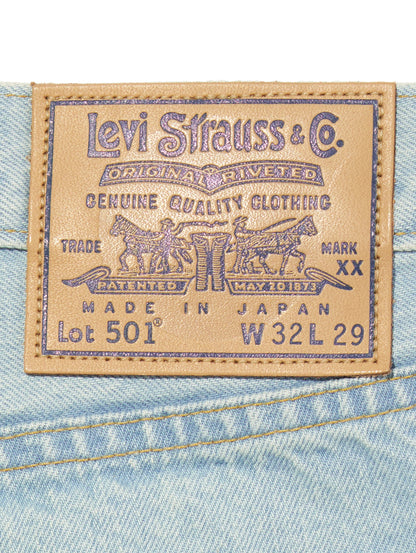 Levi Strauss & Co.
ORIGINAL RIVETED
GENUINE QUALITY CLOTHING
TRADE MARK
XX
PATENTED MAY 20 1873
MADE IN JAPAN
Lot 501® W 32 L 29